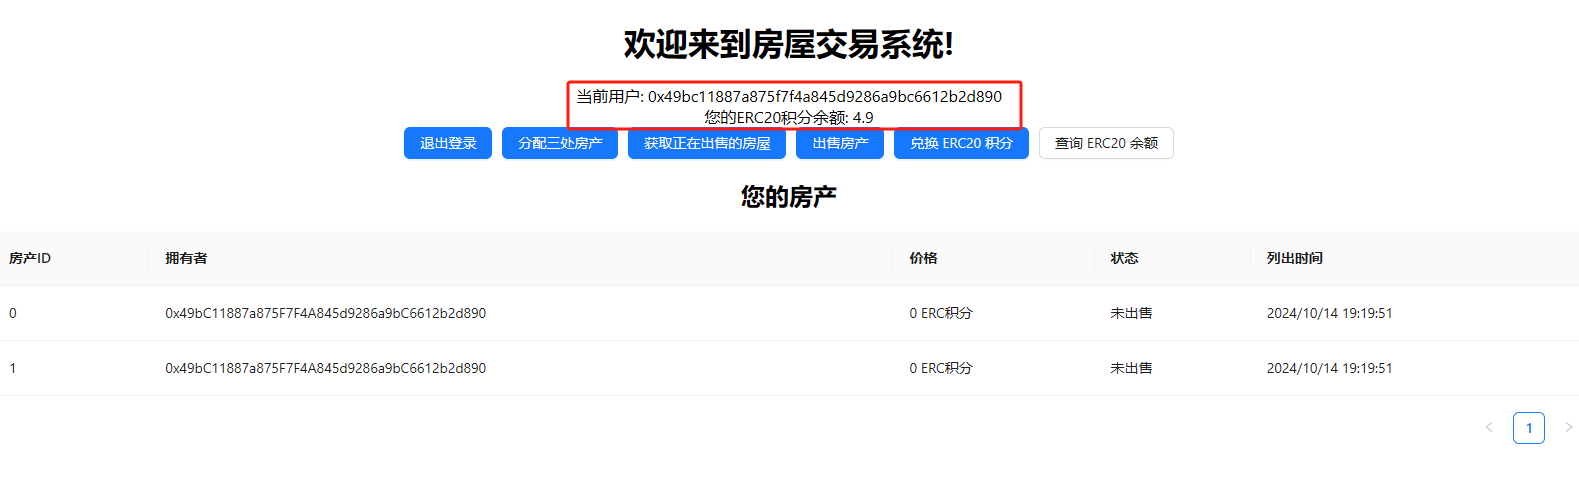 欢迎来到房屋交易系统!
当前用户: 0x49bc11887a875f7f4a845d9286a9bc6612b2d890
您的ERC20积分余额: 4.9
退出登录 分配三处房产 获取正在出售的房屋 出售房产 兑换 ERC20 积分 查询 ERC20 余额
您的房产
房产ID 拥有者 价格 状态 列出时间
0 0x49bC11887a875F7F4A845d9286a9bC6612b2d890 0 ERC积分 未出售 2024/10/14 19:19:51
1 0x49bC11887a875F7F4A845d9286a9bC6612b2d890 0 ERC积分 未出售 2024/10/14 19:19:51
1